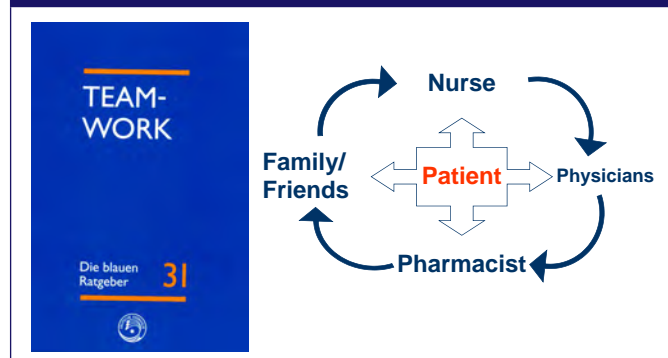 TEAM-
WORK
Die blauen
Ratgeber 31
Nurse
Family/
Friends
Patient
Physicians
Pharmacist